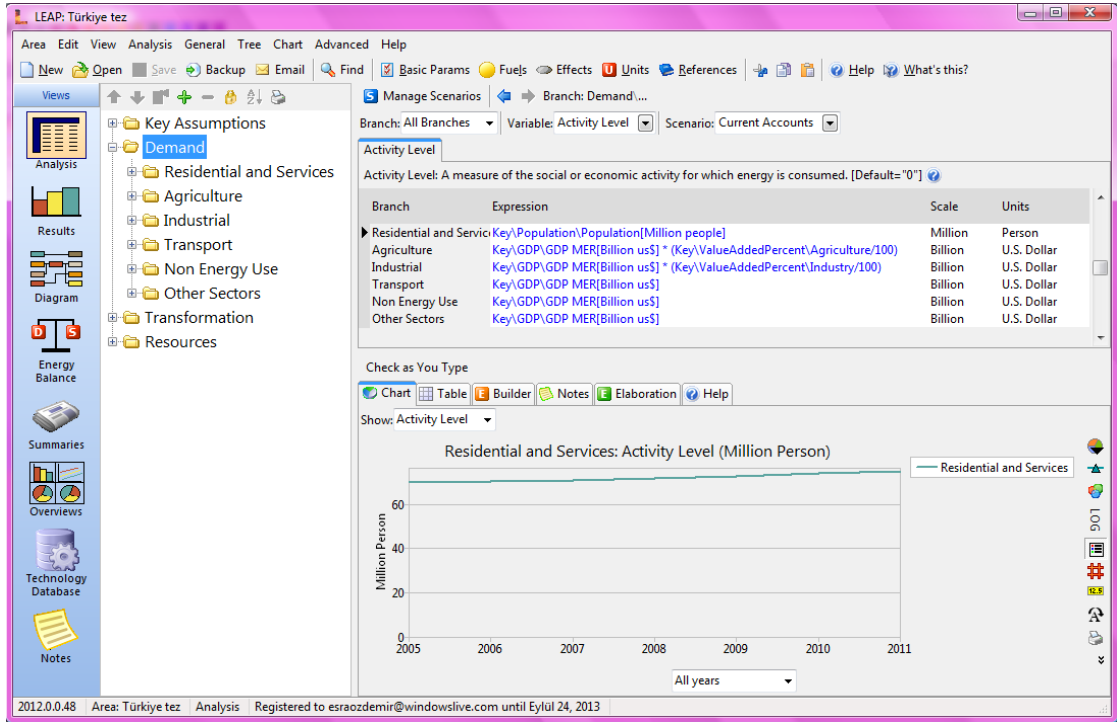 LEAP: Türkiye tez
Area Edit View Analysis General Tree Chart Advanced Help
New Open Save Backup Email Find Basic Params Fuels Effects Units References Help What's this?
Views
Analysis
Results
Diagram
Energy
Balance
Summaries
Overviews
Technology
Database
Notes
Key Assumptions
Demand
Residential and Services
Agriculture
Industrial
Transport
Non Energy Use
Other Sectors
Transformation
Resources
Manage Scenarios Branch: Demand\...
Branch: All Branches Variable: Activity Level Scenario: Current Accounts
Activity Level
Activity Level: A measure of the social or economic activity for which energy is consumed. [Default="0"]
Branch Expression Scale Units
Residential and Servic Key\Population\Population[Million people] Million Person
Agriculture Key\GDP\GDP MER[Billion us$] * (Key\ValueAddedPercent\Agriculture/100) Billion U.S. Dollar
Industrial Key\GDP\GDP MER[Billion us$] * (Key\ValueAddedPercent\Industry/100) Billion U.S. Dollar
Transport Key\GDP\GDP MER[Billion us$] Billion U.S. Dollar
Non Energy Use Key\GDP\GDP MER[Billion us$] Billion U.S. Dollar
Other Sectors Key\GDP\GDP MER[Billion us$] Billion U.S. Dollar
Check as You Type
Chart Table Builder Notes Elaboration Help
Show: Activity Level
Residential and Services: Activity Level (Million Person)
Residential and Services
Million Person
60
40
20
0
2005 2006 2007 2008 2009 2010 2011
All years
LOG
12.5
2012.0.0.48 Area: Türkiye tez Analysis Registered to esraozdemir@windowslive.com until Eylül 24, 2013